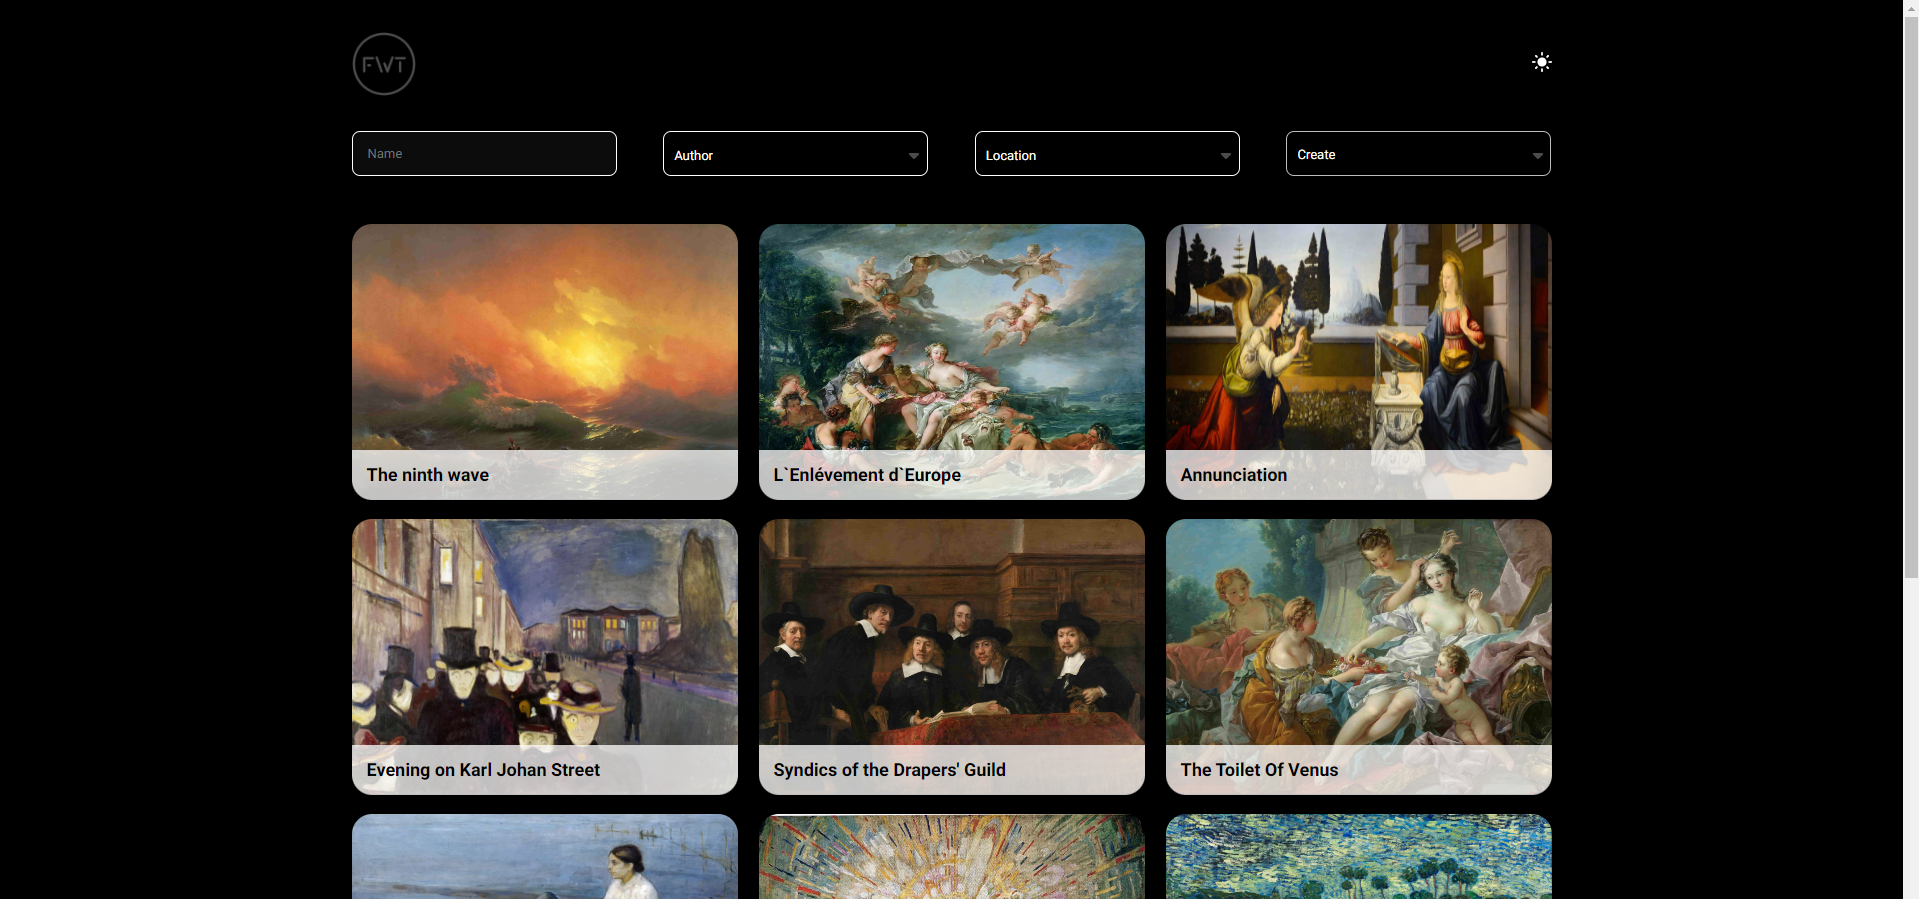 FWT
Name
Author
Location
Create
The ninth wave
L`Enlévement d`Europe
Annunciation
Evening on Karl Johan Street
Syndics of the Drapers' Guild
The Toilet Of Venus